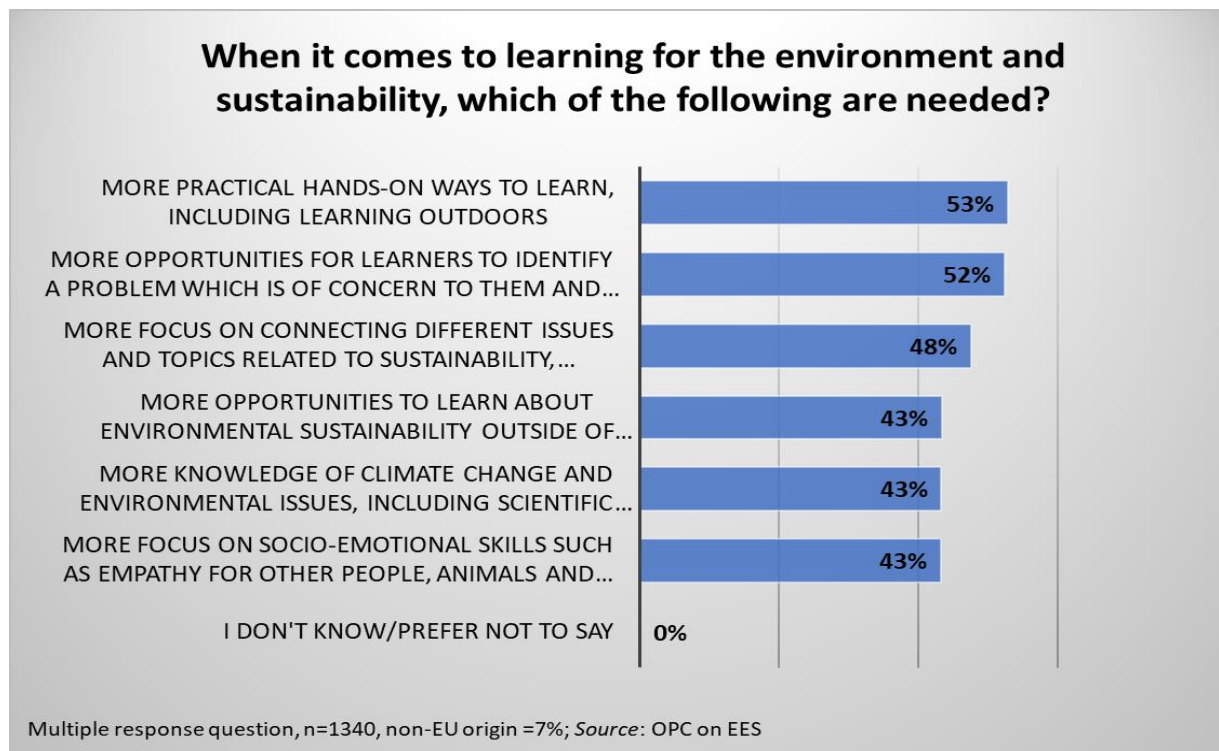 When it comes to learning for the environment and
sustainability, which of the following are needed?
MORE PRACTICAL HANDS-ON WAYS TO LEARN,
INCLUDING LEARNING OUTDOORS
53%
MORE OPPORTUNITIES FOR LEARNERS TO IDENTIFY
A PROBLEM WHICH IS OF CONCERN TO THEM AND...
52%
MORE FOCUS ON CONNECTING DIFFERENT ISSUES
AND TOPICS RELATED TO SUSTAINABILITY,...
48%
MORE OPPORTUNITIES TO LEARN ABOUT
ENVIRONMENTAL SUSTAINABILITY OUTSIDE OF...
43%
MORE KNOWLEDGE OF CLIMATE CHANGE AND
ENVIRONMENTAL ISSUES, INCLUDING SCIENTIFIC...
43%
MORE FOCUS ON SOCIO-EMOTIONAL SKILLS SUCH
AS EMPATHY FOR OTHER PEOPLE, ANIMALS AND...
43%
I DON'T KNOW/PREFER NOT TO SAY
0%
Multiple response question, n=1340, non-EU origin =7%; Source: OPC on EES